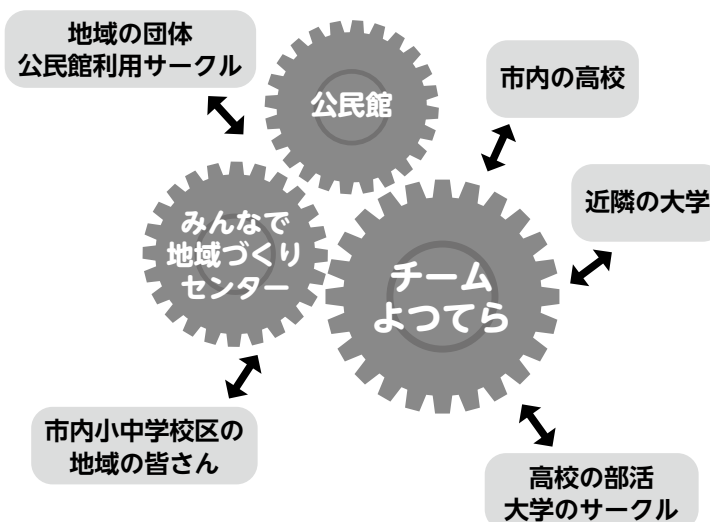 地域の団体
公民館利用サークル
公民館
市内の高校
近隣の大学
みんなで
地域づくり
センター
チーム
よつてら
市内小中学校区の
地域の皆さん
高校の部活
大学のサークル